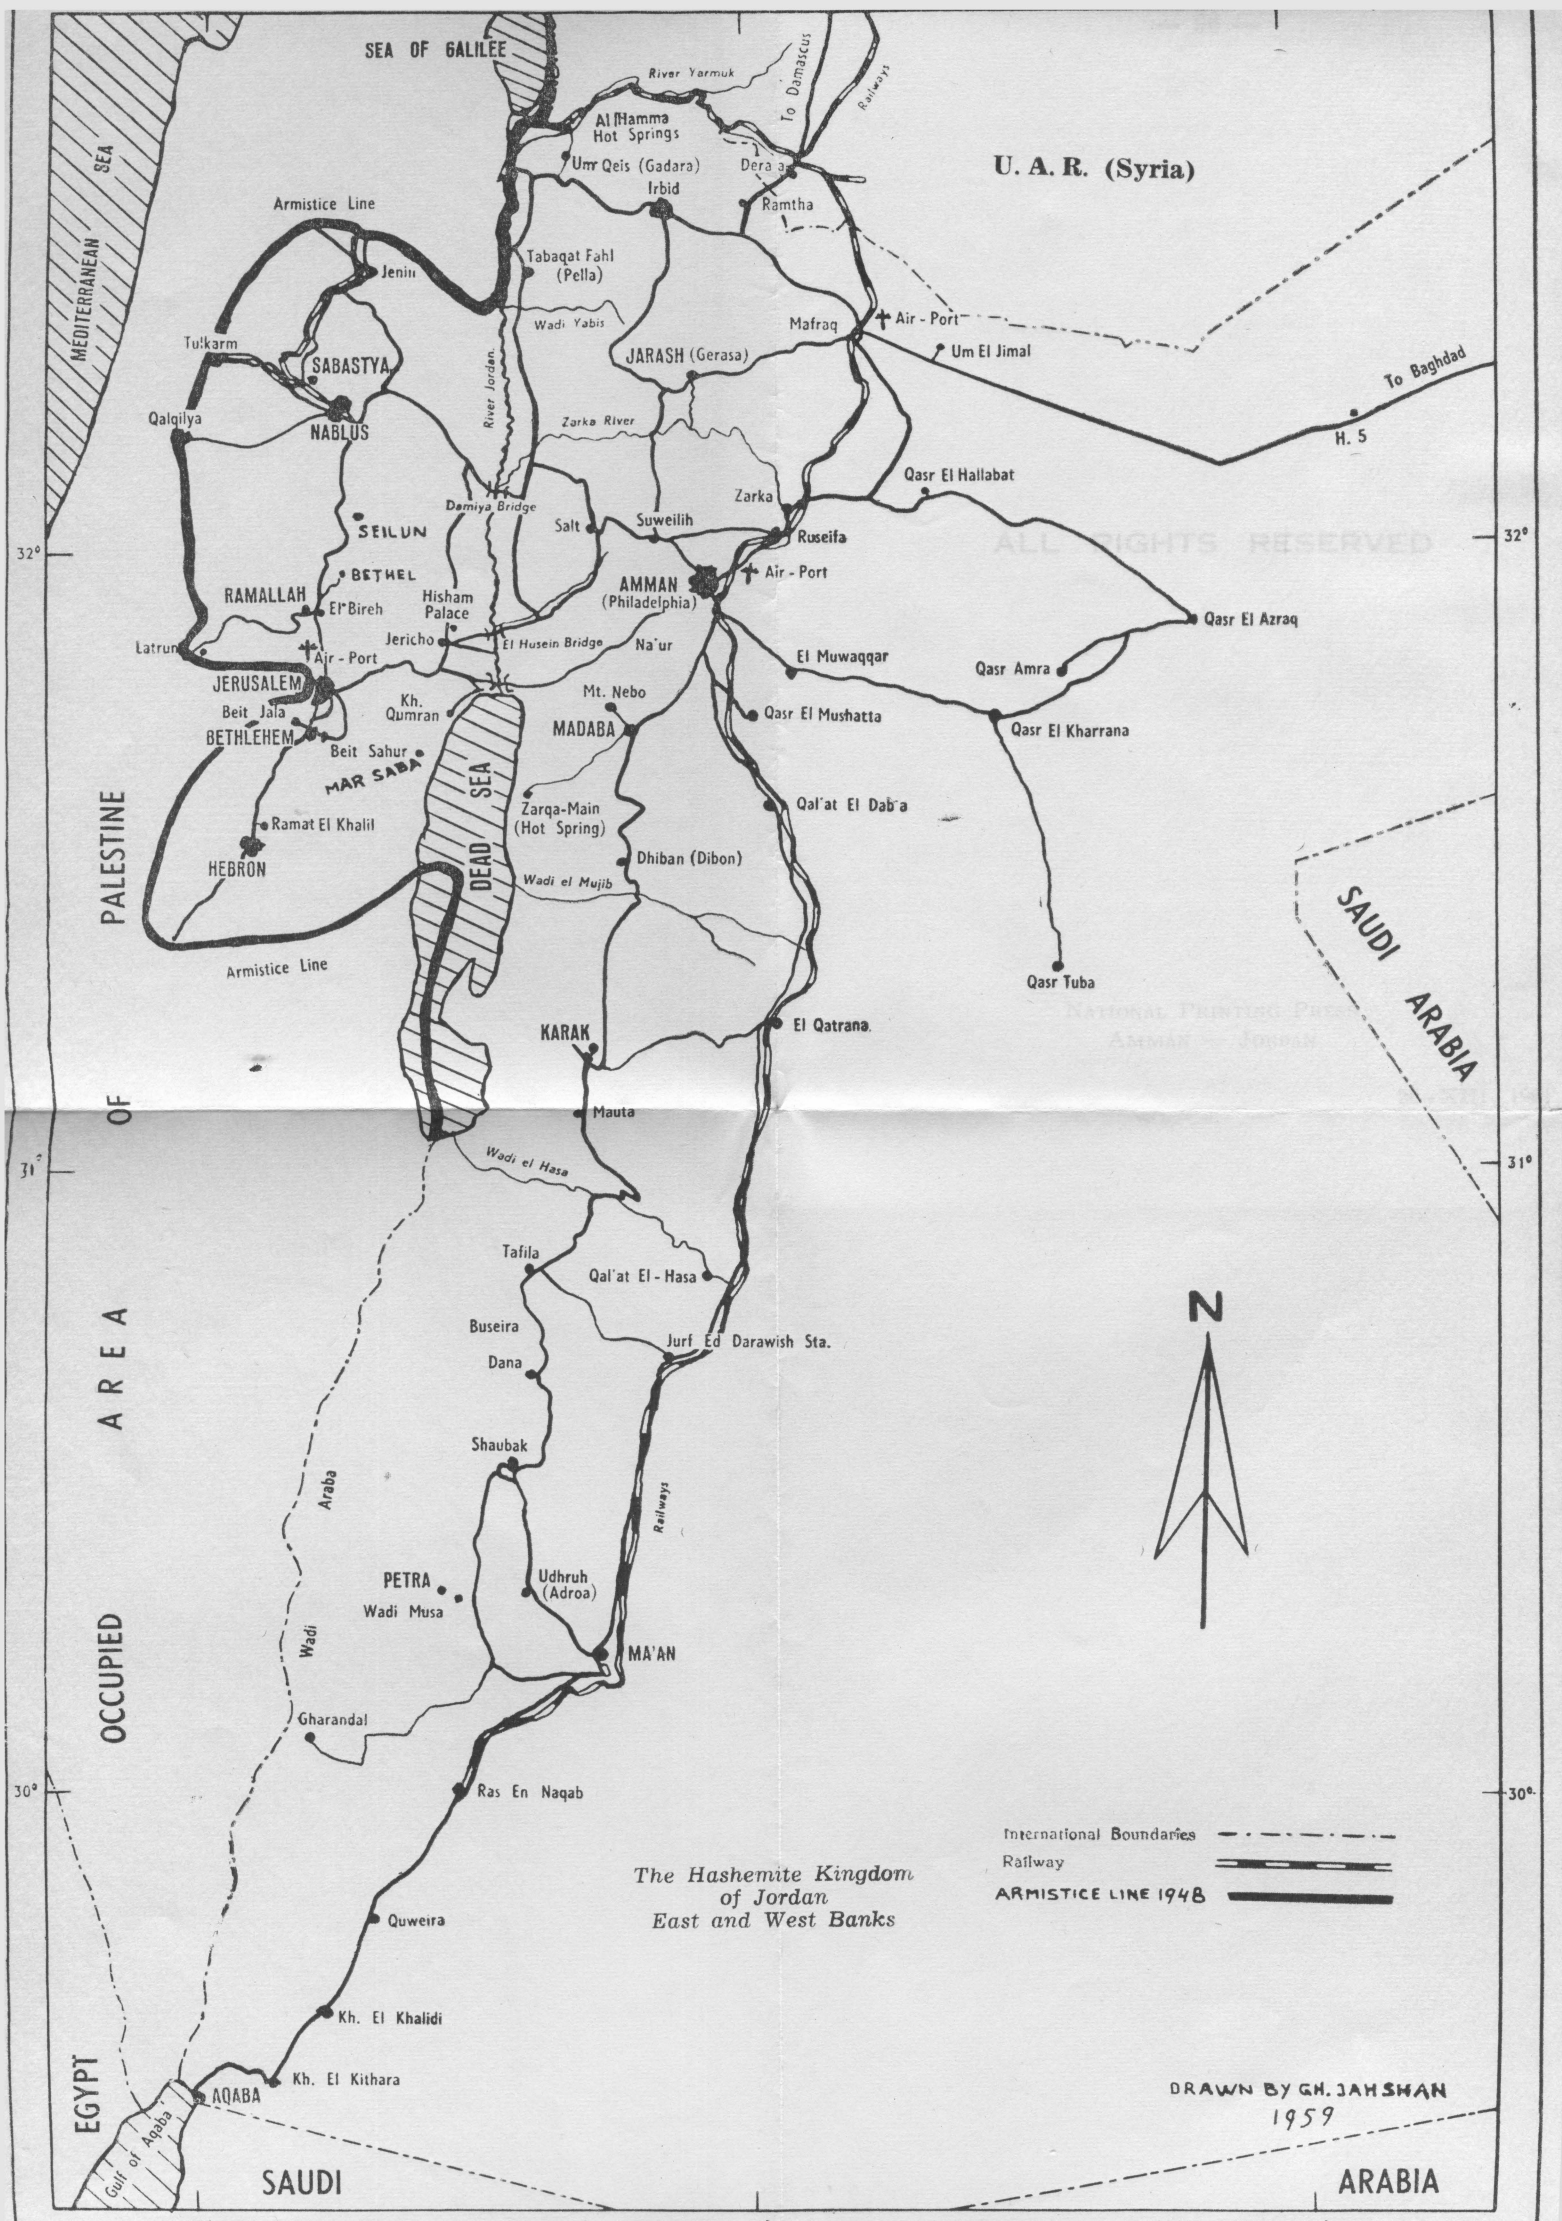 SEA OF GALILEE
River Yarmuk
To Damascus
Railways
Al Hamma
Hot Springs
Um Qeis (Gadara)
Dera a
U. A. R. (Syria)
MEDITERRANEAN SEA
Armistice Line
Irbid
Ramtha
Jenin
Tabaqat Fahl
(Pella)
Wadi Yabis
Mafraq
Air - Port
Um El Jimal
Tulkarm
SABASTYA
River Jordan
JARASH (Gerasa)
To Baghdad
H. 5
Qalqilya
NABLUS
Zarka River
Qasr El Hallabat
Damiya Bridge
Zarka
SEILUN
Salt
Suweilih
Ruseifa
32°
32°
ALL RIGHTS RESERVED
BETHEL
AMMAN
(Philadelphia)
Air - Port
RAMALLAH
El Bireh
Hisham
Palace
Qasr El Azraq
Latrun
Air - Port
Jericho
El Husein Bridge
Na'ur
El Muwaqqar
Qasr Amra
JERUSALEM
Kh.
Qumran
Mt. Nebo
Beit Jala
MADABA
Qasr El Mushatta
Qasr El Kharrana
BETHLEHEM
Beit Sahur
MAR SABA
DEAD SEA
Zarqa-Main
(Hot Spring)
Qal'at El Dab'a
Ramat El Khalil
HEBRON
Dhiban (Dibon)
Wadi el Mujib
Armistice Line
Qasr Tuba
SAUDI ARABIA
NATIONAL PRINTING PRESS
AMMAN — JORDAN
KARAK
El Qatrana.
Mauta
31°
31°
Wadi el Hasa
Tafila
Qal'at El - Hasa
Buseira
Jurf Ed Darawish Sta.
Dana
N
Shaubak
Wadi Araba
Railways
OCCUPIED AREA OF PALESTINE
PETRA
Wadi Musa
Udhruh
(Adroa)
MA'AN
Gharandal
30°
30°
Ras En Naqab
International Boundaries
Railway
ARMISTICE LINE 1948
The Hashemite Kingdom
of Jordan
East and West Banks
Quweira
Kh. El Khalidi
Kh. El Kithara
AQABA
EGYPT
Gulf of Aqaba
DRAWN BY GH. JAHSHAN
1959
SAUDI ARABIA